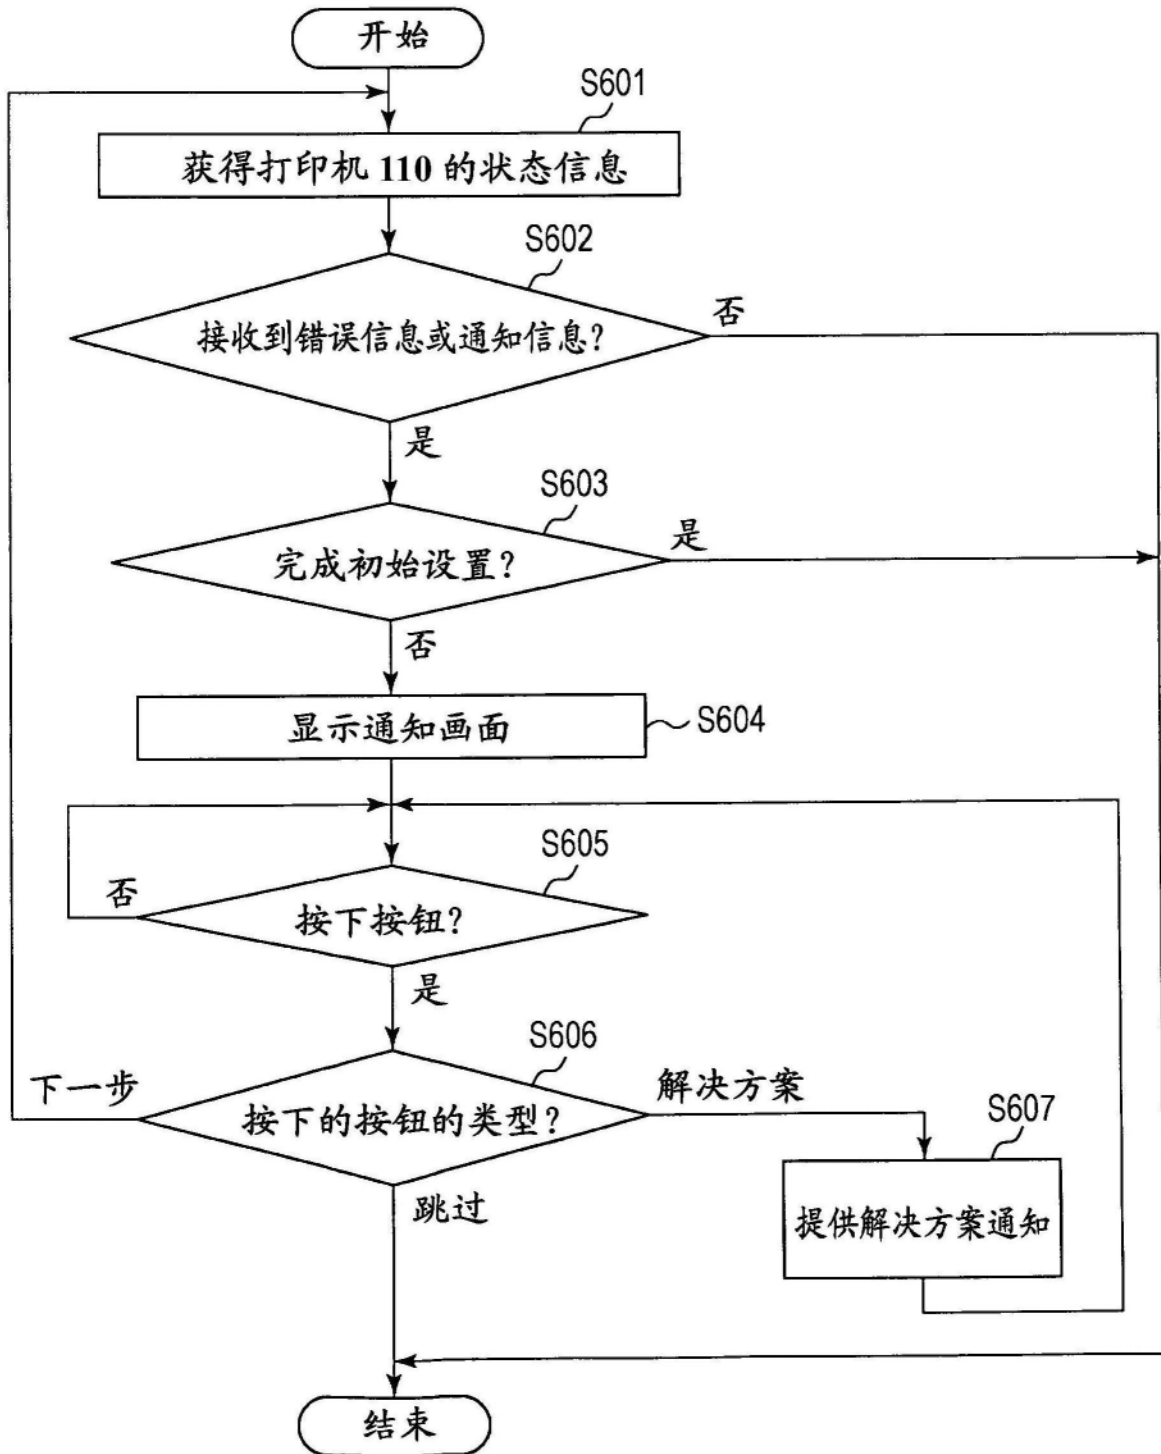 开始
S601
获得打印机 110 的状态信息
S602
接收到错误信息或通知信息?
否
是
S603
完成初始设置?
是
否
显示通知画面
S604
S605
否
按下按钮?
是
S606
下一步
按下的按钮的类型?
解决方案
S607
跳过
提供解决方案通知
结束